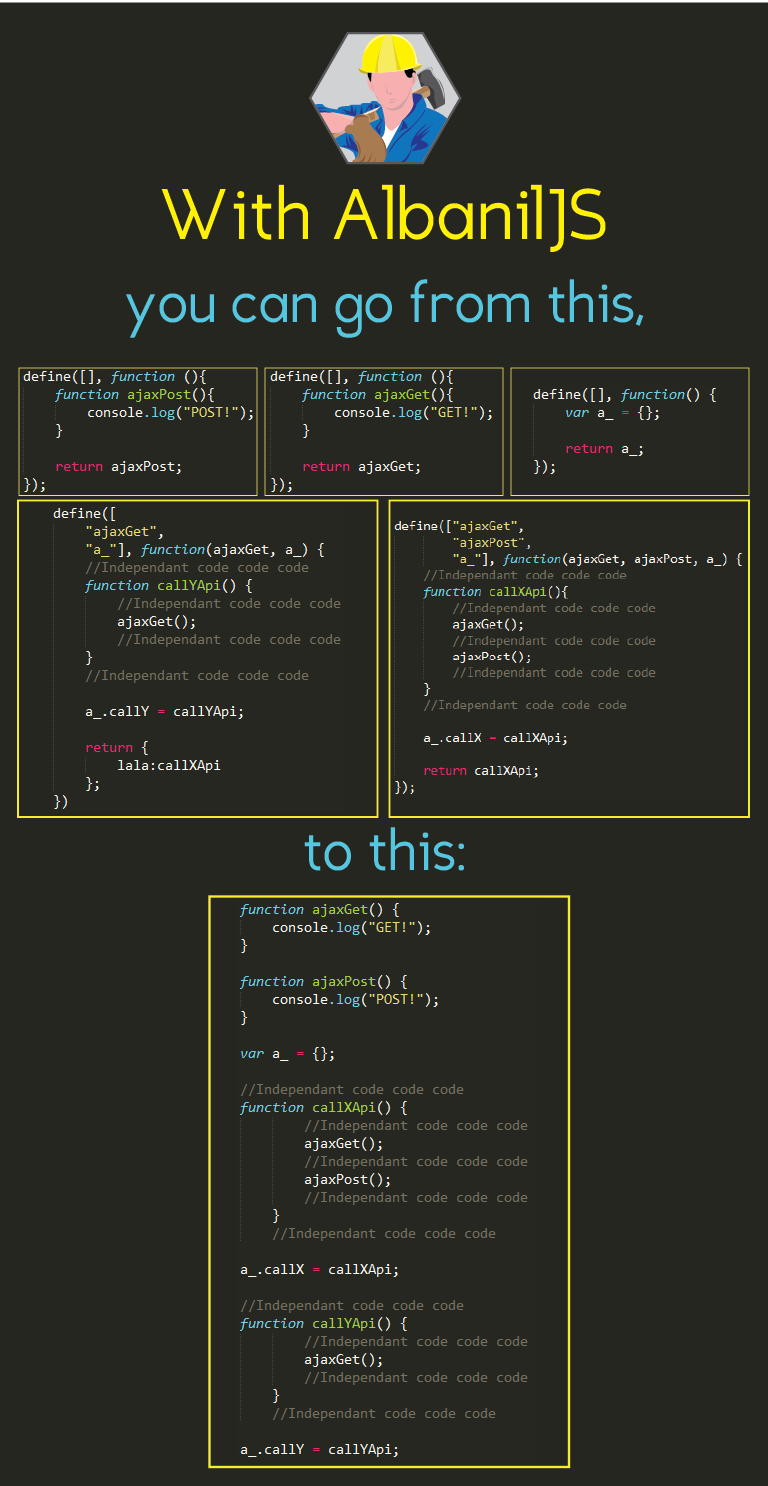 With AlbanilJS
you can go from this,
define([], function (){
    function ajaxPost(){
        console.log("POST!");
    }

    return ajaxPost;
});
define([], function (){
    function ajaxGet(){
        console.log("GET!");
    }

    return ajaxGet;
});
define([], function() {
    var a_ = {};

    return a_;
});
define([
    "ajaxGet",
    "a_"], function(ajaxGet, a_) {
    //Independant code code code
    function callYApi() {
        //Independant code code code
        ajaxGet();
        //Independant code code code
    }
    //Independant code code code

    a_.callY = callYApi;

    return {
        lala:callXApi
    };
})
define(["ajaxGet",
        "ajaxPost",
        "a_"], function(ajaxGet, ajaxPost, a_) {
    //Independant code code code
    function callXApi(){
        //Independant code code code
        ajaxGet();
        //Independant code code code
        ajaxPost();
        //Independant code code code
    }
    //Independant code code code

    a_.callX = callXApi;

    return callXApi;
});
to this:
function ajaxGet() {
    console.log("GET!");
}

function ajaxPost() {
    console.log("POST!");
}

var a_ = {};

//Independant code code code
function callXApi() {
        //Independant code code code
        ajaxGet();
        //Independant code code code
        ajaxPost();
        //Independant code code code
    }
    //Independant code code code

a_.callX = callXApi;

//Independant code code code
function callYApi() {
        //Independant code code code
        ajaxGet();
        //Independant code code code
    }
    //Independant code code code

a_.callY = callYApi;